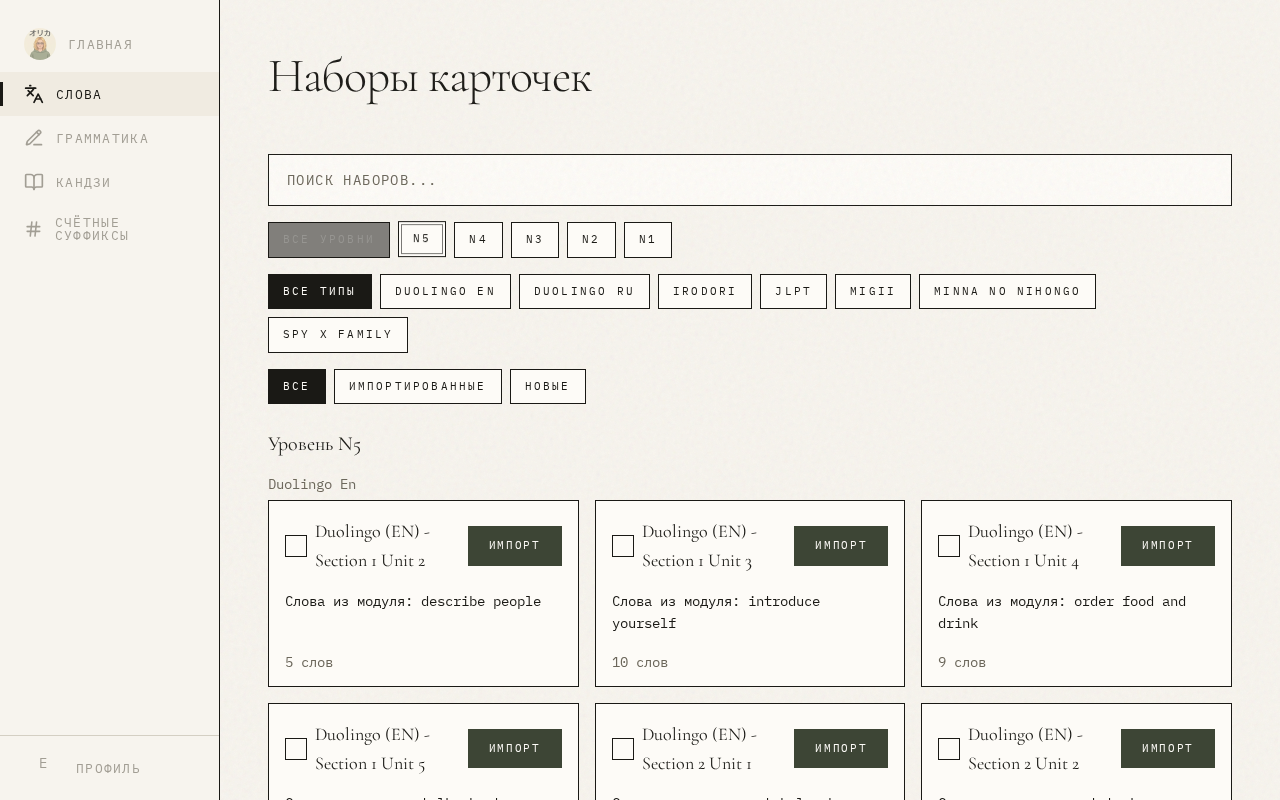 オリカ
ГЛАВНАЯ
СЛОВА
ГРАММАТИКА
КАНДЗИ
СЧЁТНЫЕ
СУФФИКСЫ
E
ПРОФИЛЬ
Наборы карточек
ПОИСК НАБОРОВ...
ВСЕ УРОВНИ
N5
N4
N3
N2
N1
ВСЕ ТИПЫ
DUOLINGO EN
DUOLINGO RU
IRODORI
JLPT
MIGII
MINNA NO NIHONGO
SPY X FAMILY
ВСЕ
ИМПОРТИРОВАННЫЕ
НОВЫЕ
Уровень N5
Duolingo En
Duolingo (EN) -
Section 1 Unit 2
ИМПОРТ
Слова из модуля: describe people
5 слов
Duolingo (EN) -
Section 1 Unit 3
ИМПОРТ
Слова из модуля: introduce
yourself
10 слов
Duolingo (EN) -
Section 1 Unit 4
ИМПОРТ
Слова из модуля: order food and
drink
9 слов
Duolingo (EN) -
Section 1 Unit 5
ИМПОРТ
Duolingo (EN) -
Section 2 Unit 1
ИМПОРТ
Duolingo (EN) -
Section 2 Unit 2
ИМПОРТ